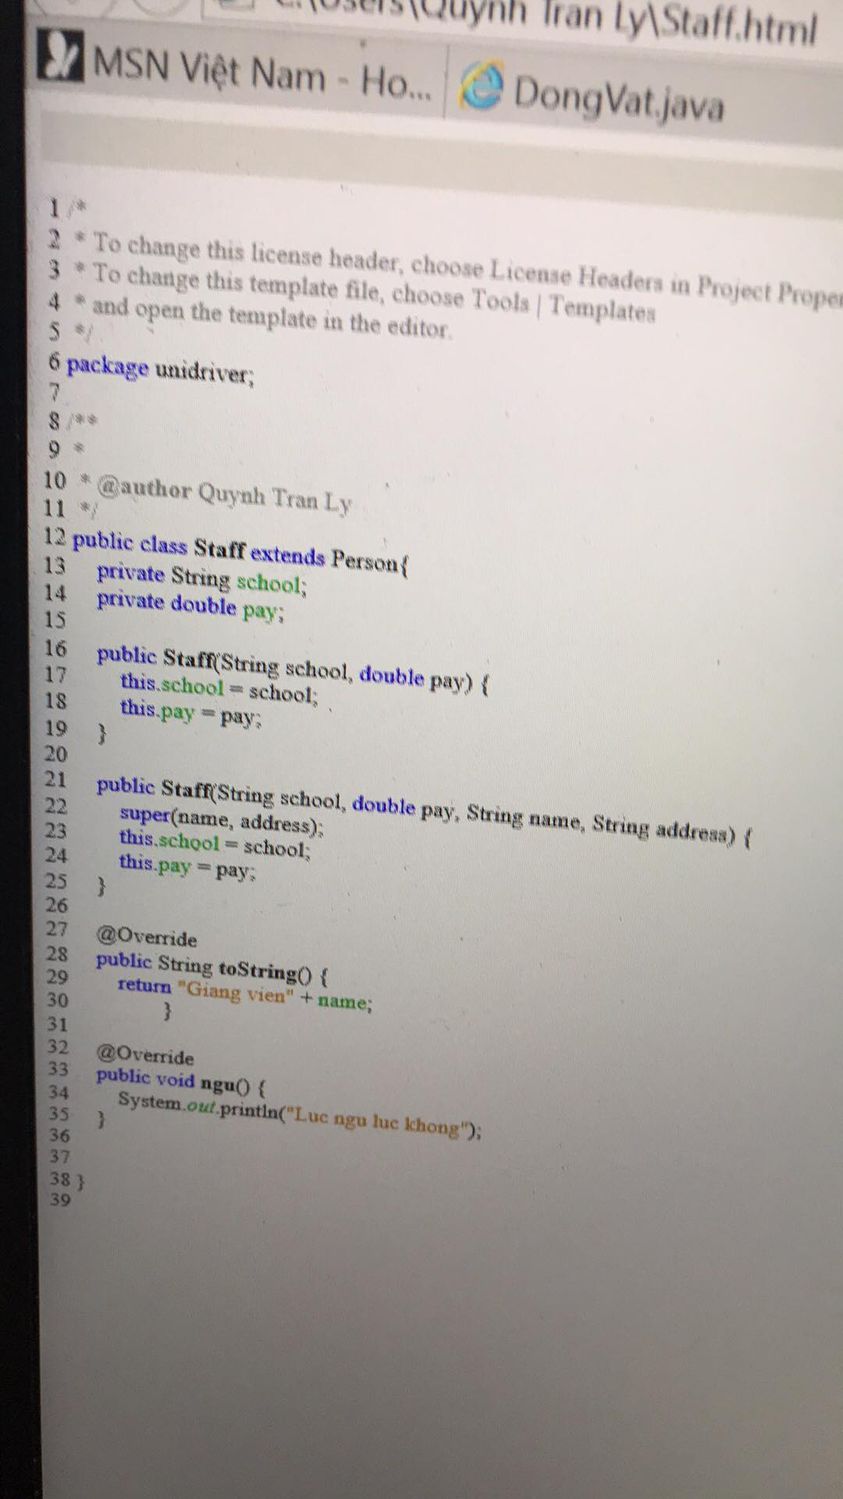 \Users\Quynh Tran Ly\Staff.html
MSN Việt Nam - Ho... DongVat.java
1 /*
2 * To change this license header, choose License Headers in Project Proper
3 * To change this template file, choose Tools | Templates
4 * and open the template in the editor.
5 */
6 package unidriver;
7
8 /**
9 *
10 * @author Quynh Tran Ly
11 */
12 public class Staff extends Person{
13 private String school;
14 private double pay;
15
16 public Staff(String school, double pay) {
17 this.school = school;
18 this.pay = pay;
19 }
20
21 public Staff(String school, double pay, String name, String address) {
22 super(name, address);
23 this.school = school;
24 this.pay = pay;
25 }
26
27 @Override
28 public String toString() {
29 return "Giang vien" + name;
30 }
31
32 @Override
33 public void ngu() {
34 System.out.println("Luc ngu luc khong");
35 }
36
37
38 }
39